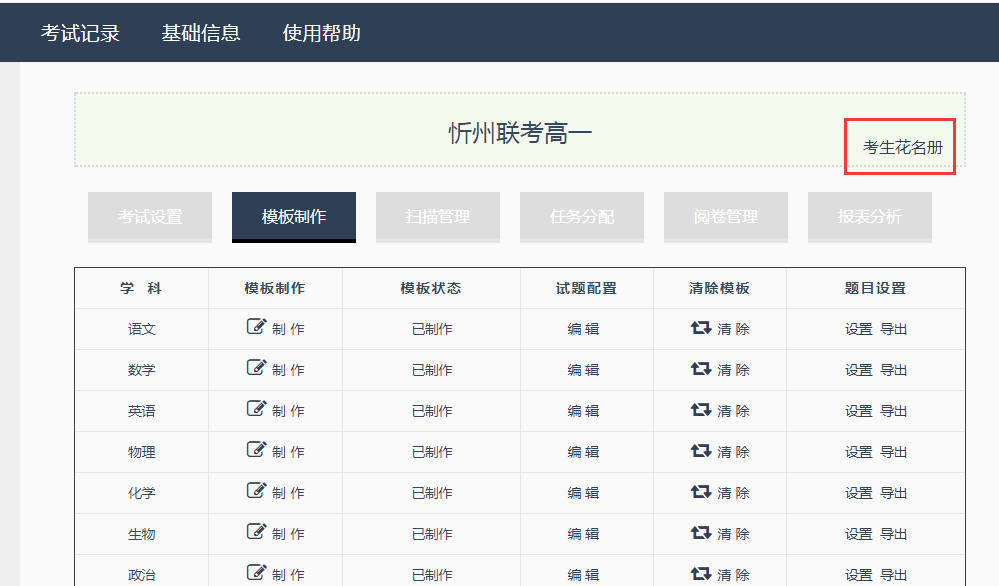 考试记录 基础信息 使用帮助
忻州联考高一
考生花名册
考试设置 模板制作 扫描管理 任务分配 阅卷管理 报表分析
学 科 模板制作 模板状态 试题配置 清除模板 题目设置
语文 制 作 已制作 编 辑 清 除 设置 导出
数学 制 作 已制作 编 辑 清 除 设置 导出
英语 制 作 已制作 编 辑 清 除 设置 导出
物理 制 作 已制作 编 辑 清 除 设置 导出
化学 制 作 已制作 编 辑 清 除 设置 导出
生物 制 作 已制作 编 辑 清 除 设置 导出
政治 制 作 已制作 编 辑 清 除 设置 导出